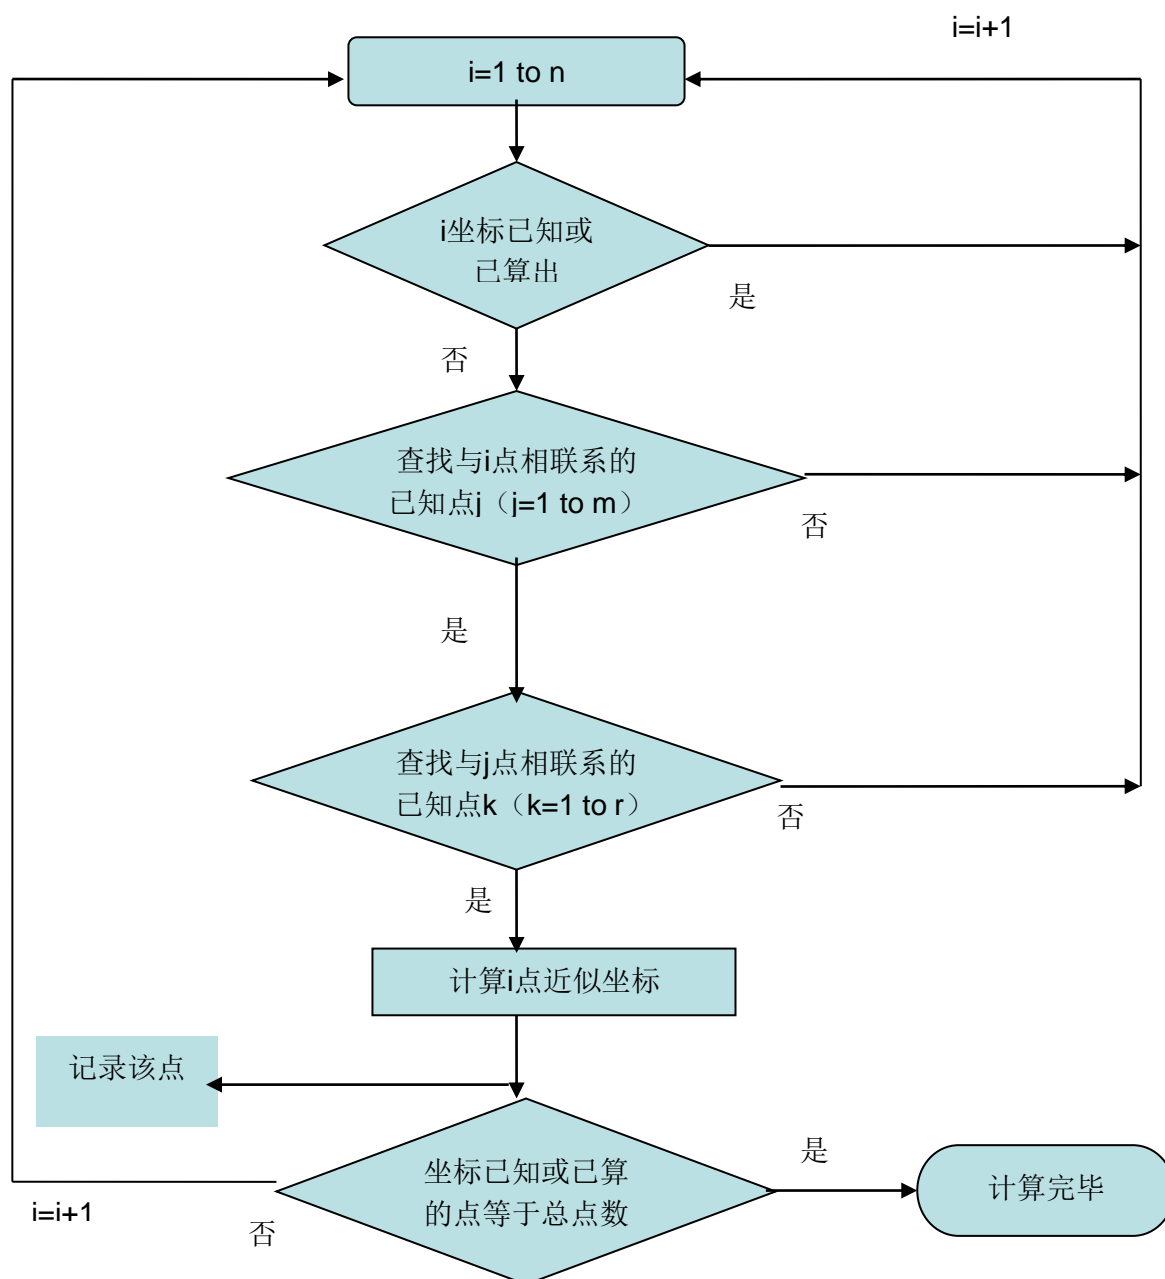 i=i+1
i=1 to n
i坐标已知或
已算出
是
否
查找与i点相联系的
已知点j（j=1 to m）
否
是
查找与j点相联系的
已知点k（k=1 to r）
否
是
计算i点近似坐标
记录该点
坐标已知或已算
的点等于总点数
是
计算完毕
i=i+1
否